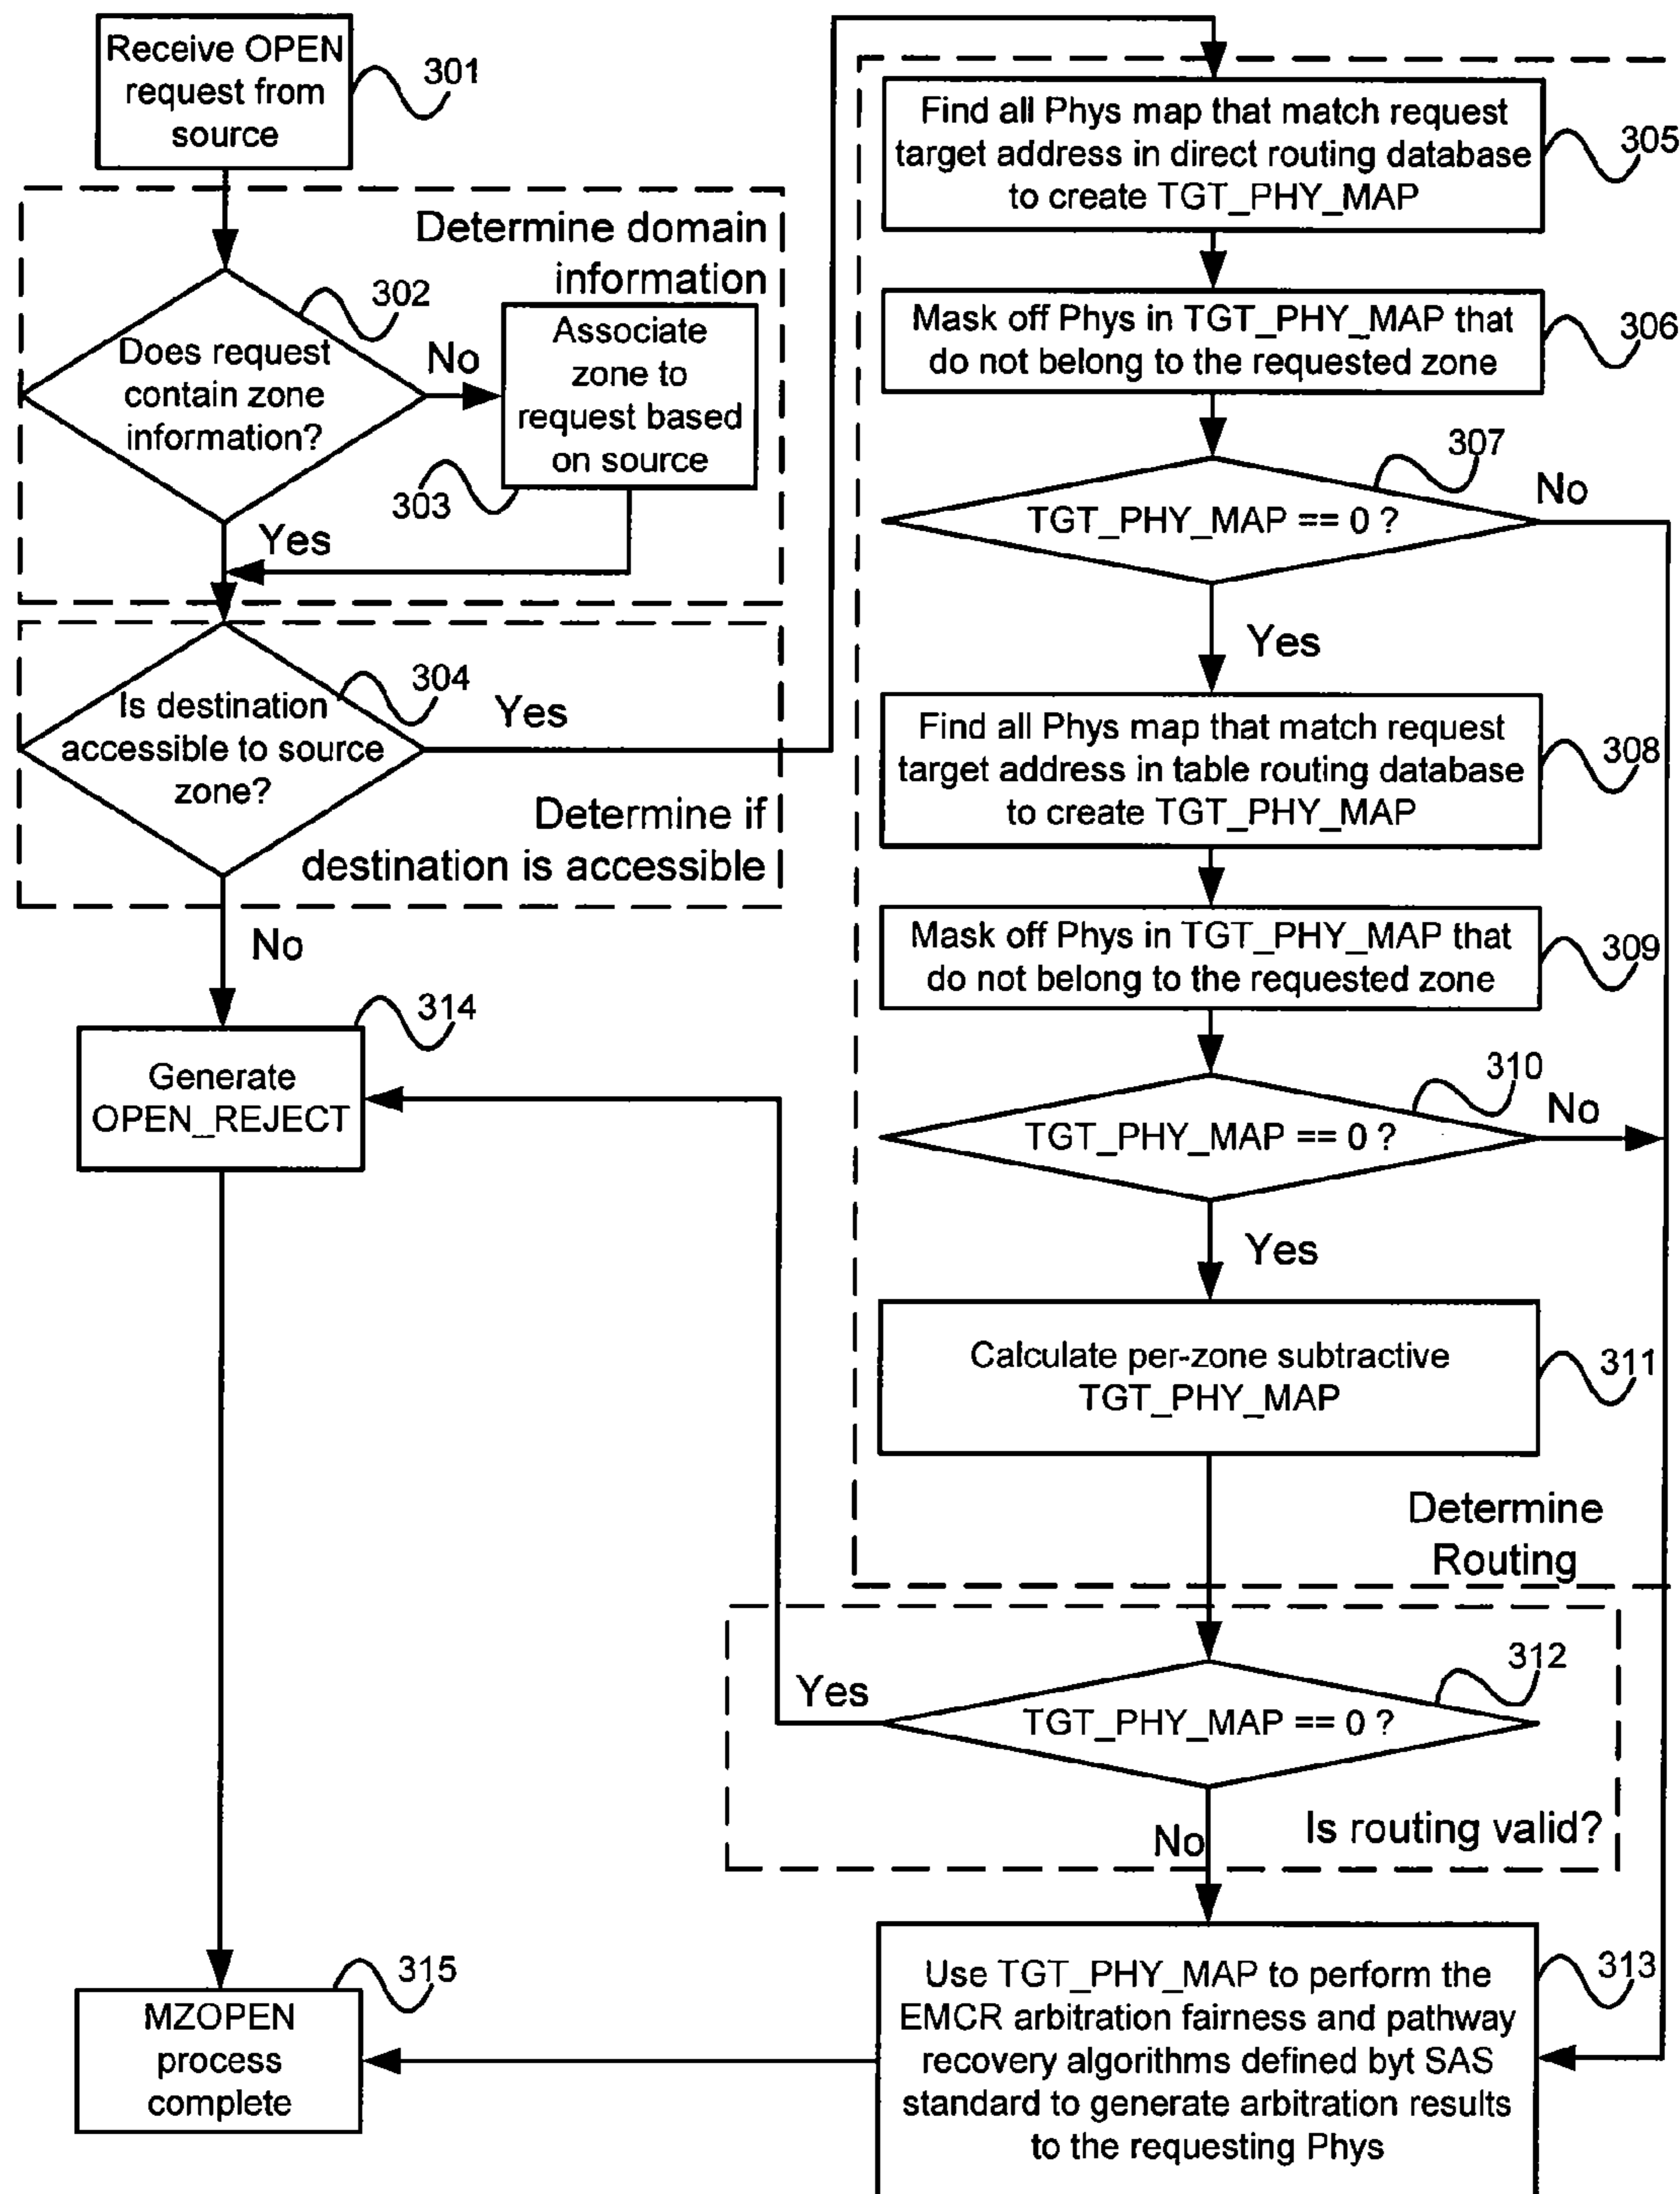 Receive OPEN
request from
source
301
Determine domain
information
302
Does request
contain zone
information?
No
Associate
zone to
request based
on source
303
Yes
304
Is destination
accessible to source
zone?
Yes
Determine if
destination is accessible
No
314
Generate
OPEN_REJECT
315
MZOPEN
process
complete
Find all Phys map that match request
target address in direct routing database
to create TGT_PHY_MAP
305
Mask off Phys in TGT_PHY_MAP that
do not belong to the requested zone
306
307
TGT_PHY_MAP == 0 ?
No
Yes
Find all Phys map that match request
target address in table routing database
to create TGT_PHY_MAP
308
Mask off Phys in TGT_PHY_MAP that
do not belong to the requested zone
309
310
TGT_PHY_MAP == 0 ?
No
Yes
Calculate per-zone subtractive
TGT_PHY_MAP
311
Determine
Routing
312
Yes
TGT_PHY_MAP == 0 ?
No
Is routing valid?
Use TGT_PHY_MAP to perform the
EMCR arbitration fairness and pathway
recovery algorithms defined byt SAS
standard to generate arbitration results
to the requesting Phys
313